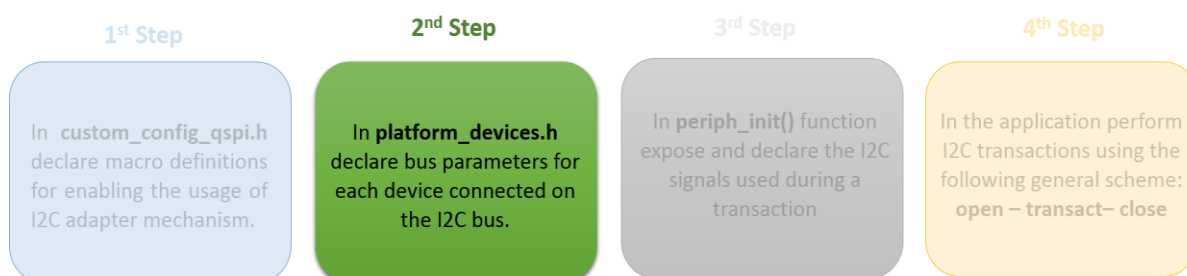 1st Step
2nd Step
3rd Step
4th Step
In custom_config_qspi.h
declare macro definitions
for enabling the usage of
I2C adapter mechanism.
In platform_devices.h
declare bus parameters for
each device connected on
the I2C bus.
In periph_init() function
expose and declare the I2C
signals used during a
transaction
In the application perform
I2C transactions using the
following general scheme:
open – transact– close